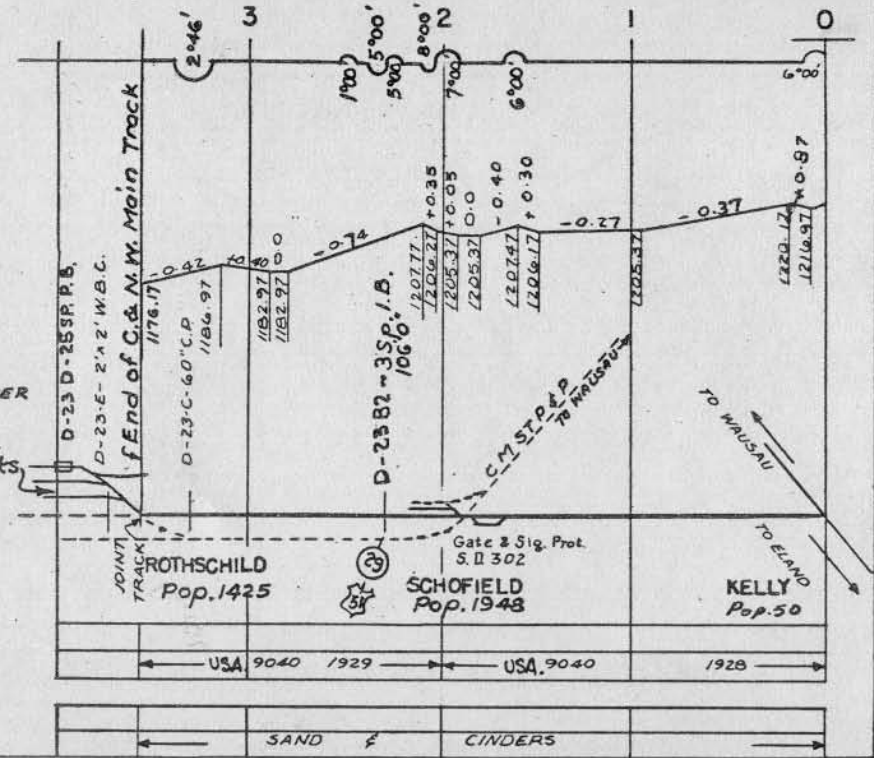 3 2 1 0
2°46'
1°00'
5°00'
5°00'
8°00'
7°00'
6°00'
6°00'
D-23 D-25 SP. P.B.
D-23-E- 2'x2' W.B.C.
End of C. & N. W. Main Track
1176.17
-0.42
D-23-C-60"C.P.
1186.97
+0.40
0
0
1182.97
1182.97
-0.74
D-23B2-3SP. I.B.
106'0"
1207.77
+0.35
1206.27
+0.05
1205.37
0.0
1205.37
-0.40
1207.47
+0.30
1206.17
-0.27
1205.37
-0.37
1220.17
+0.87
1216.97
ER
TS
C.M.ST.P & P
TO WAUSAU
TO WAUSAU
TO ELAND
JOINT
TRACK
ROTHSCHILD
Pop. 1425
29
51
Gate & Sig. Prot.
S.D. 302
SCHOFIELD
Pop. 1948
KELLY
Pop. 50
USA. 9040 1929 USA. 9040 1928
SAND & CINDERS